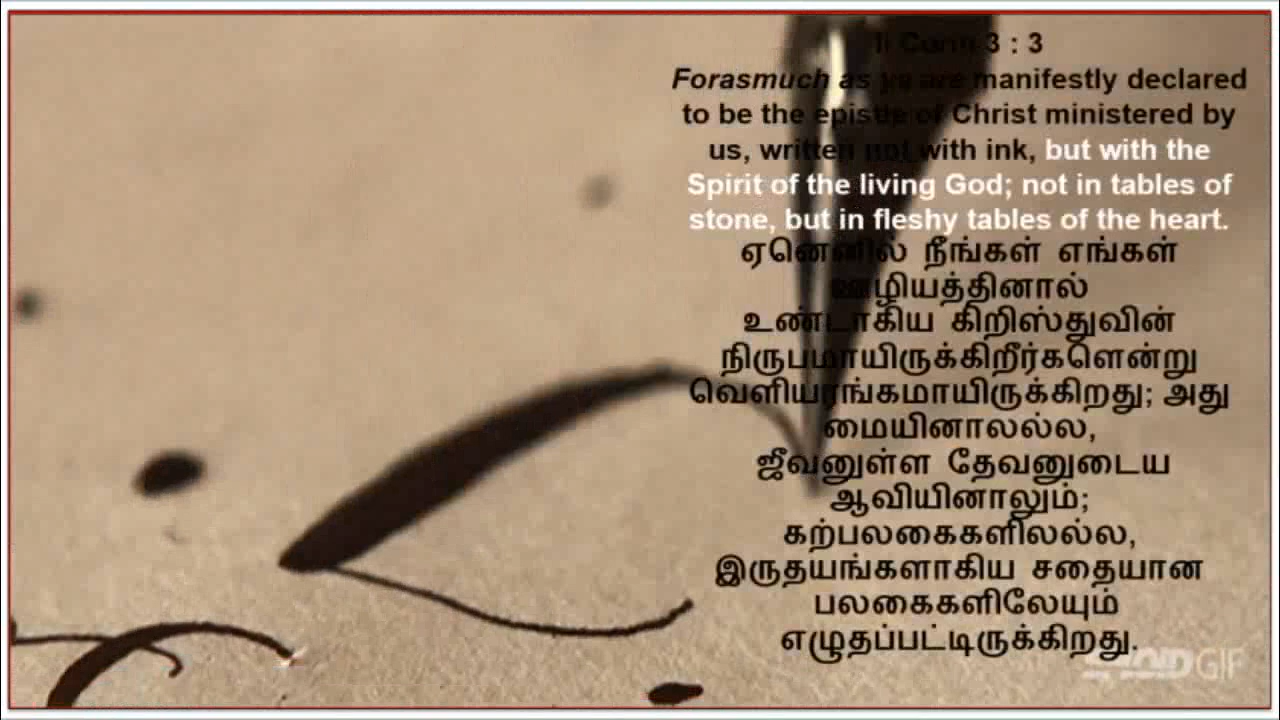 II Corin 3 : 3
Forasmuch as ye are manifestly declared
to be the epistle of Christ ministered by
us, written not with ink, but with the
Spirit of the living God; not in tables of
stone, but in fleshy tables of the heart.
ஏனெனில் நீங்கள் எங்கள்
ஊழியத்தினால்
உண்டாகிய கிறிஸ்துவின்
நிருபமாயிருக்கிறீர்களென்று
வெளியரங்கமாயிருக்கிறது; அது
மையினாலல்ல,
ஜீவனுள்ள தேவனுடைய
ஆவியினாலும்;
கற்பலகைகளிலல்ல,
இருதயங்களாகிய சதையான
பலகைகளிலேயும்
எழுதப்பட்டிருக்கிறது.
GIF